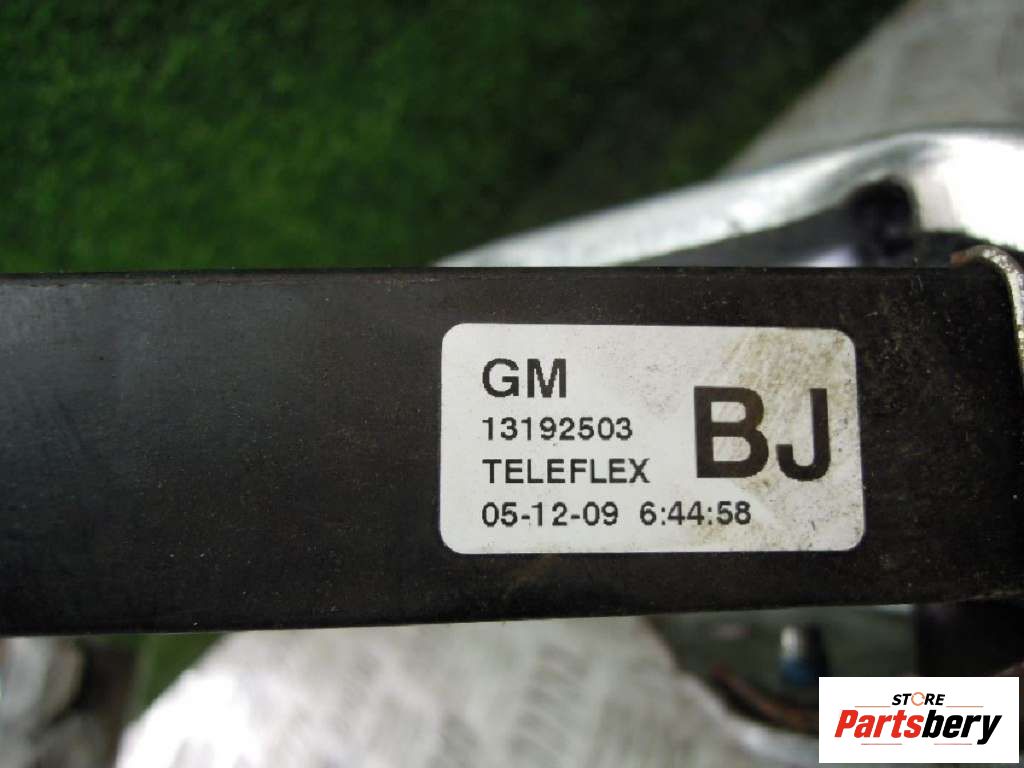 GM
13192503
BJ
TELEFLEX
05-12-09 6:44:58
STORE
Partsbery